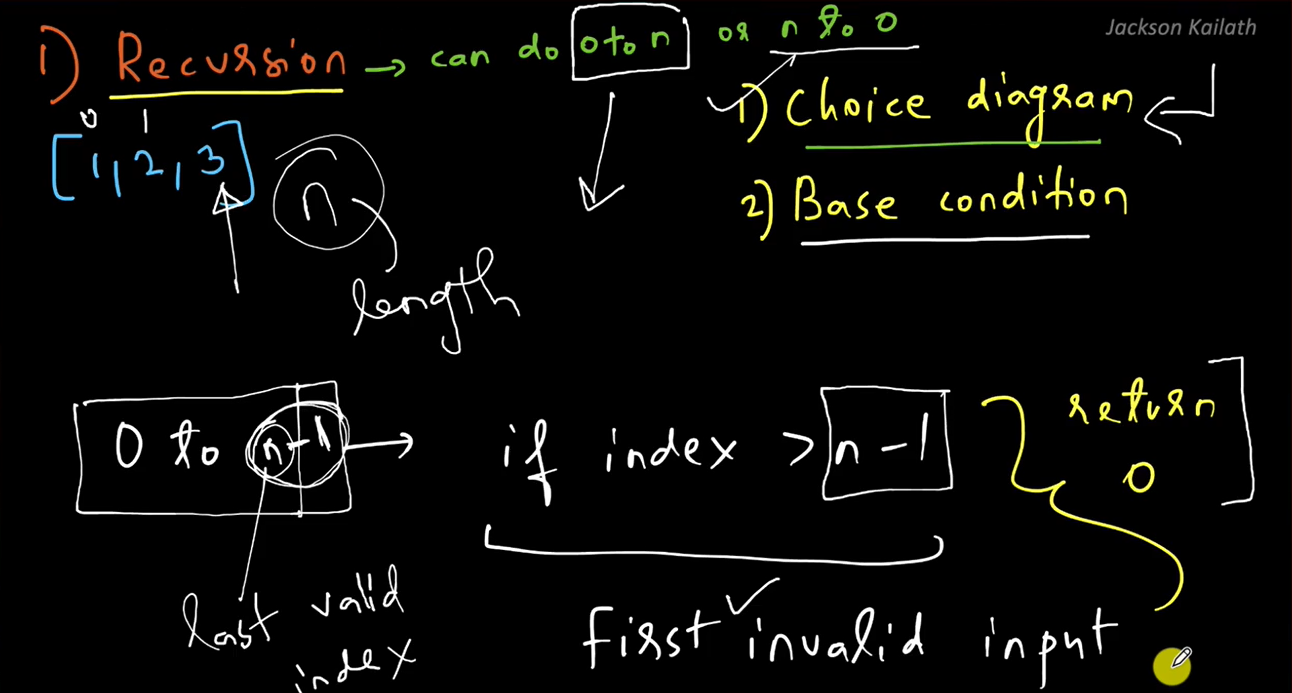 Jackson Kailath
1) Recursion → can do 0 to n or n to 0
0 1
[1, 2, 3]
n
length
1) Choice diagram
2) Base condition
0 to n-1 → if index > n-1
return
0
last valid
index
first invalid input